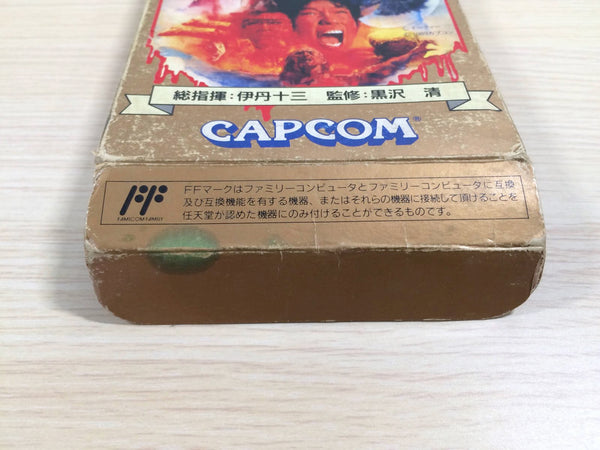 総指揮：伊丹十三　監修：黒沢　清
CAPCOM®
FF
FAMICOM FAMILY
FFマークはファミリーコンピュータとファミリーコンピュータに互換
及び互換機能を有する機器、またはそれらの機器に接続して頂けることを
任天堂が認めた機器にのみ付けることができるものです。